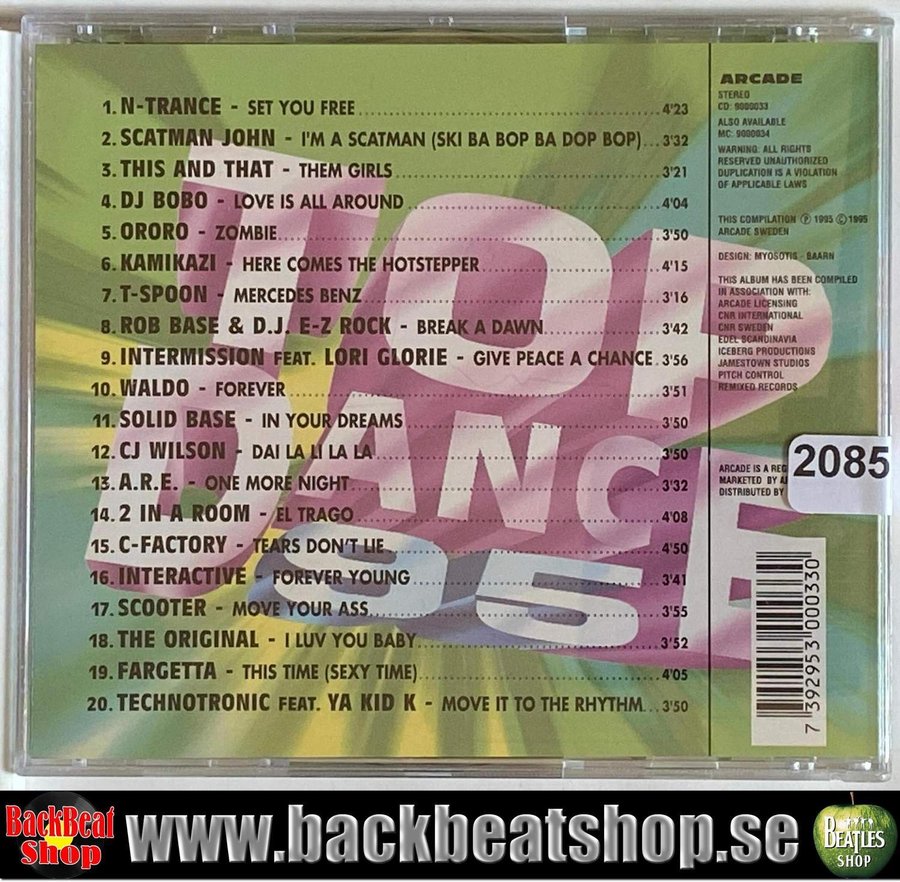 1. N-TRANCE - SET YOU FREE 4'23
2. SCATMAN JOHN - I'M A SCATMAN (SKI BA BOP BA DOP BOP) 3'32
3. THIS AND THAT - THEM GIRLS 3'21
4. DJ BOBO - LOVE IS ALL AROUND 4'04
5. ORORO - ZOMBIE 3'50
6. KAMIKAZI - HERE COMES THE HOTSTEPPER 4'15
7. T-SPOON - MERCEDES BENZ 3'16
8. ROB BASE & D.J. E-Z ROCK - BREAK A DAWN 3'42
9. INTERMISSION FEAT. LORI GLORIE - GIVE PEACE A CHANCE 3'56
10. WALDO - FOREVER 3'51
11. SOLID BASE - IN YOUR DREAMS 3'50
12. CJ WILSON - DAI LA LI LA LA 3'50
13. A.R.E. - ONE MORE NIGHT 3'32
14. 2 IN A ROOM - EL TRAGO 4'08
15. C-FACTORY - TEARS DON'T LIE 4'50
16. INTERACTIVE - FOREVER YOUNG 3'41
17. SCOOTER - MOVE YOUR ASS 3'55
18. THE ORIGINAL - I LUV YOU BABY 3'52
19. FARGETTA - THIS TIME (SEXY TIME) 4'05
20. TECHNOTRONIC FEAT. YA KID K - MOVE IT TO THE RHYTHM 3'50
TOP
DANCE
95
ARCADE
STEREO
CD: 9000033
ALSO AVAILABLE
MC: 9000034
WARNING: ALL RIGHTS
RESERVED UNAUTHORIZED
DUPLICATION IS A VIOLATION
OF APPLICABLE LAWS
THIS COMPILATION ℗ 1995 © 1995
ARCADE SWEDEN
DESIGN: MYOSOTIS - BAARN
THIS ALBUM HAS BEEN COMPILED
IN ASSOCIATION WITH:
ARCADE LICENSING
CNR INTERNATIONAL
CNR SWEDEN
EDEL SCANDINAVIA
ICEBERG PRODUCTIONS
JAMESTOWN STUDIOS
PITCH CONTROL
REMIXED RECORDS
ARCADE IS A REG
MARKETED BY
DISTRIBUTED BY
2085
7 392953 000330
BackBeat
Shop
www.backbeatshop.se
BEATLES
SHOP